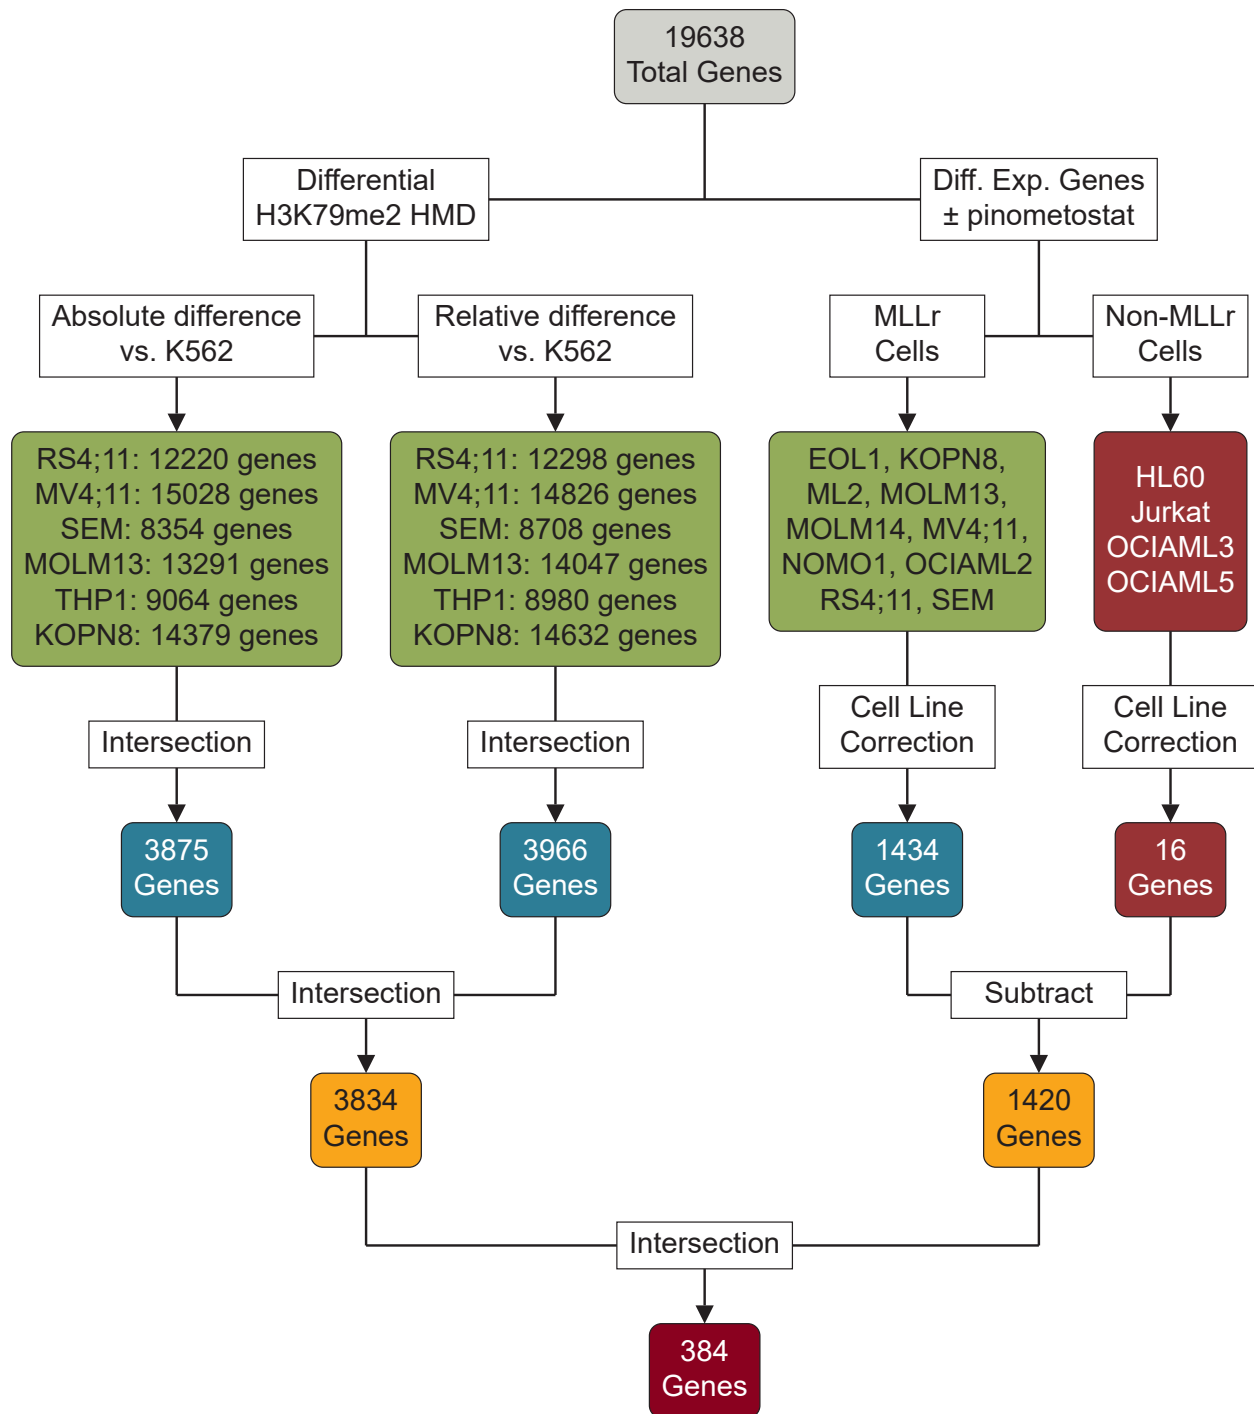 19638
Total Genes
Differential
H3K79me2 HMD
Diff. Exp. Genes
± pinometostat
Absolute difference
vs. K562
Relative difference
vs. K562
MLLr
Cells
Non-MLLr
Cells
RS4;11: 12220 genes
MV4;11: 15028 genes
SEM: 8354 genes
MOLM13: 13291 genes
THP1: 9064 genes
KOPN8: 14379 genes
RS4;11: 12298 genes
MV4;11: 14826 genes
SEM: 8708 genes
MOLM13: 14047 genes
THP1: 8980 genes
KOPN8: 14632 genes
EOL1, KOPN8,
ML2, MOLM13,
MOLM14, MV4;11,
NOMO1, OCIAML2
RS4;11, SEM
HL60
Jurkat
OCIAML3
OCIAML5
Intersection
Intersection
Cell Line
Correction
Cell Line
Correction
3875
Genes
3966
Genes
1434
Genes
16
Genes
Intersection
Subtract
3834
Genes
1420
Genes
Intersection
384
Genes